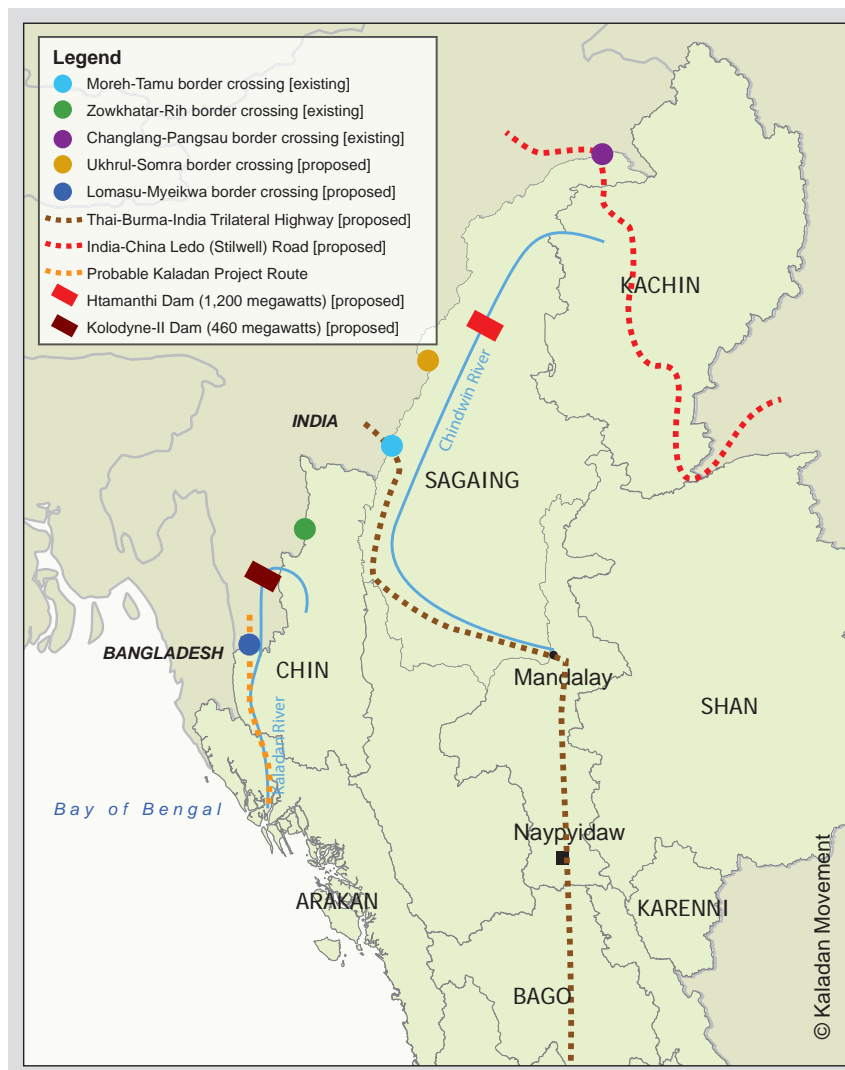 Legend
Moreh-Tamu border crossing [existing]
Zowkhatar-Rih border crossing [existing]
Changlang-Pangsau border crossing [existing]
Ukhrul-Somra border crossing [proposed]
Lomasu-Myeikwa border crossing [proposed]
Thai-Burma-India Trilateral Highway [proposed]
India-China Ledo (Stilwell) Road [proposed]
Probable Kaladan Project Route
Htamanthi Dam (1,200 megawatts) [proposed]
Kolodyne-II Dam (460 megawatts) [proposed]
KACHIN
Chindwin River
INDIA
SAGAING
BANGLADESH
CHIN
Mandalay
SHAN
Kaladan River
Bay of Bengal
Naypyidaw
ARAKAN
KARENNI
BAGO
© Kaladan Movement